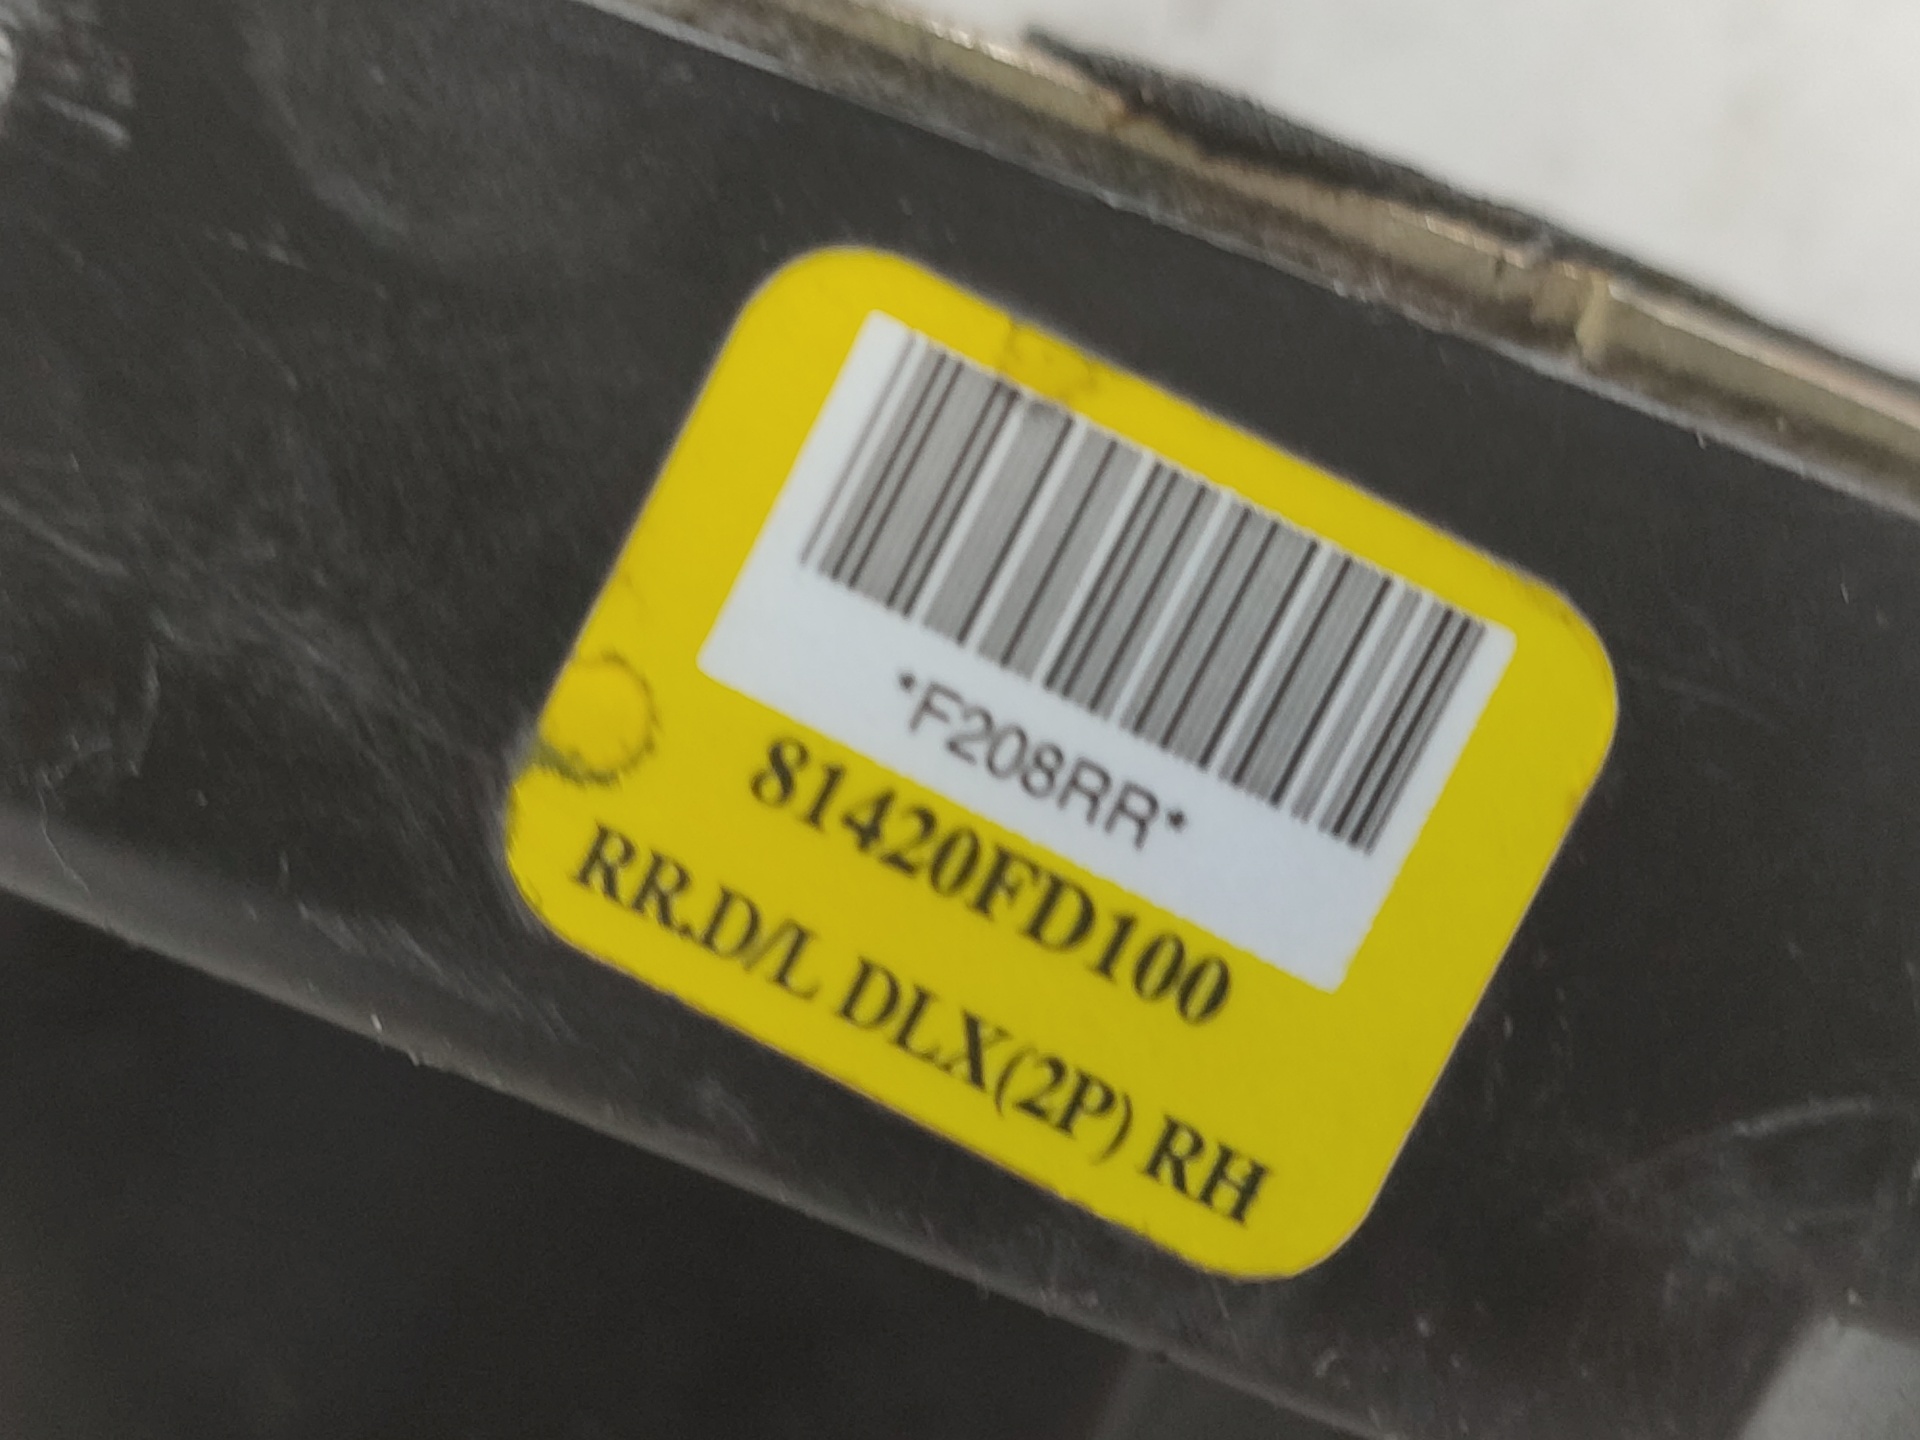 *F208RR*
81420FD100
RR.D/L DLX(2P) RH